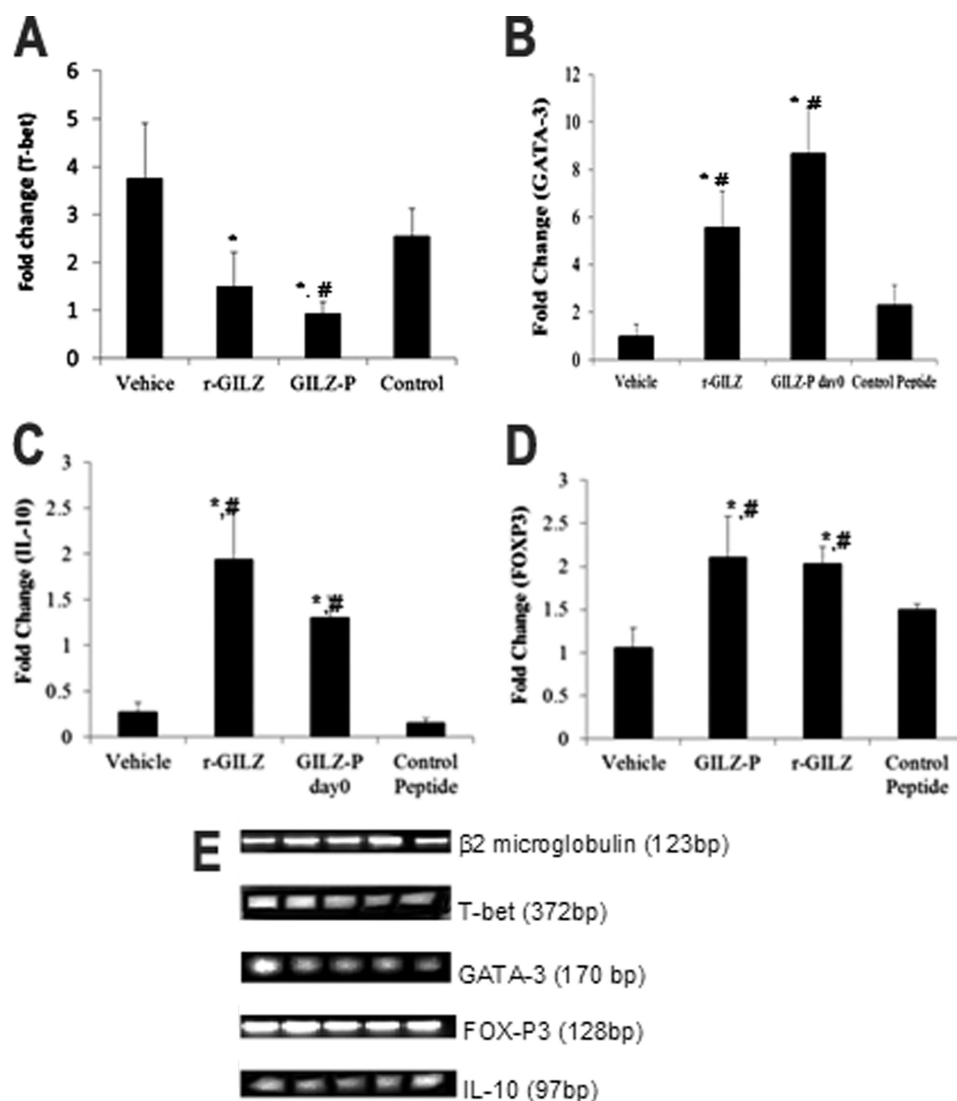 A
Fold change (T-bet)
6
5
4
3
2
1
0
*
*, #
Vehice r-GILZ GILZ-P Control
B
Fold Change (GATA-3)
12
10
8
6
4
2
0
* #
* #
Vehicle r-GILZ GILZ-P day0 Control Peptide
C
Fold Change (IL-10)
3
2.5
2
1.5
1
0.5
0
*,#
*,#
Vehicle r-GILZ GILZ-P Control
day0 Peptide
D
Fold Change (FOXP3)
3
2.5
2
1.5
1
0.5
0
*,#
*,#
Vehicle GILZ-P r-GILZ Control
Peptide
E
β2 microglobulin (123bp)
T-bet (372bp)
GATA-3 (170 bp)
FOX-P3 (128bp)
IL-10 (97bp)